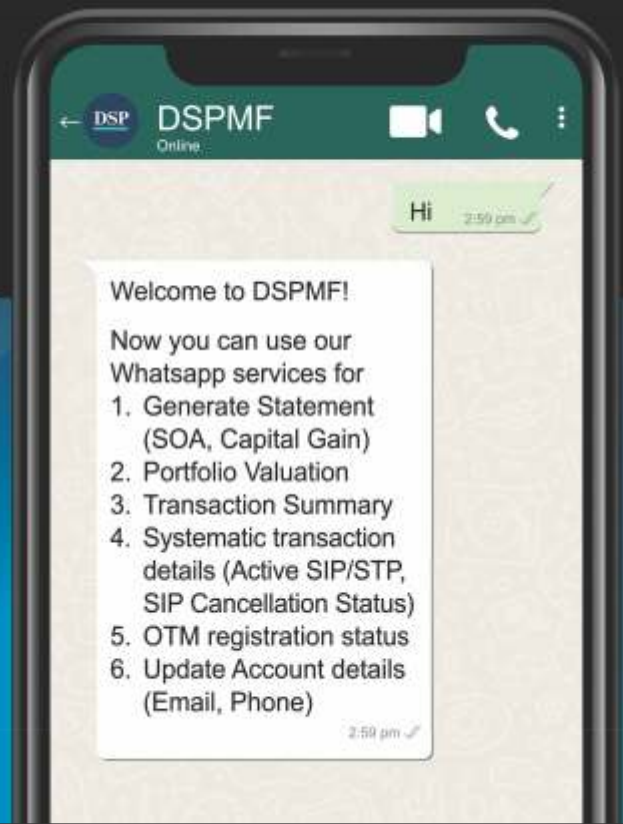 DSP
DSPMF
Online
Hi
2:59 pm
Welcome to DSPMF!
Now you can use our
Whatsapp services for
1. Generate Statement
(SOA, Capital Gain)
2. Portfolio Valuation
3. Transaction Summary
4. Systematic transaction
details (Active SIP/STP,
SIP Cancellation Status)
5. OTM registration status
6. Update Account details
(Email, Phone)
2:59 pm